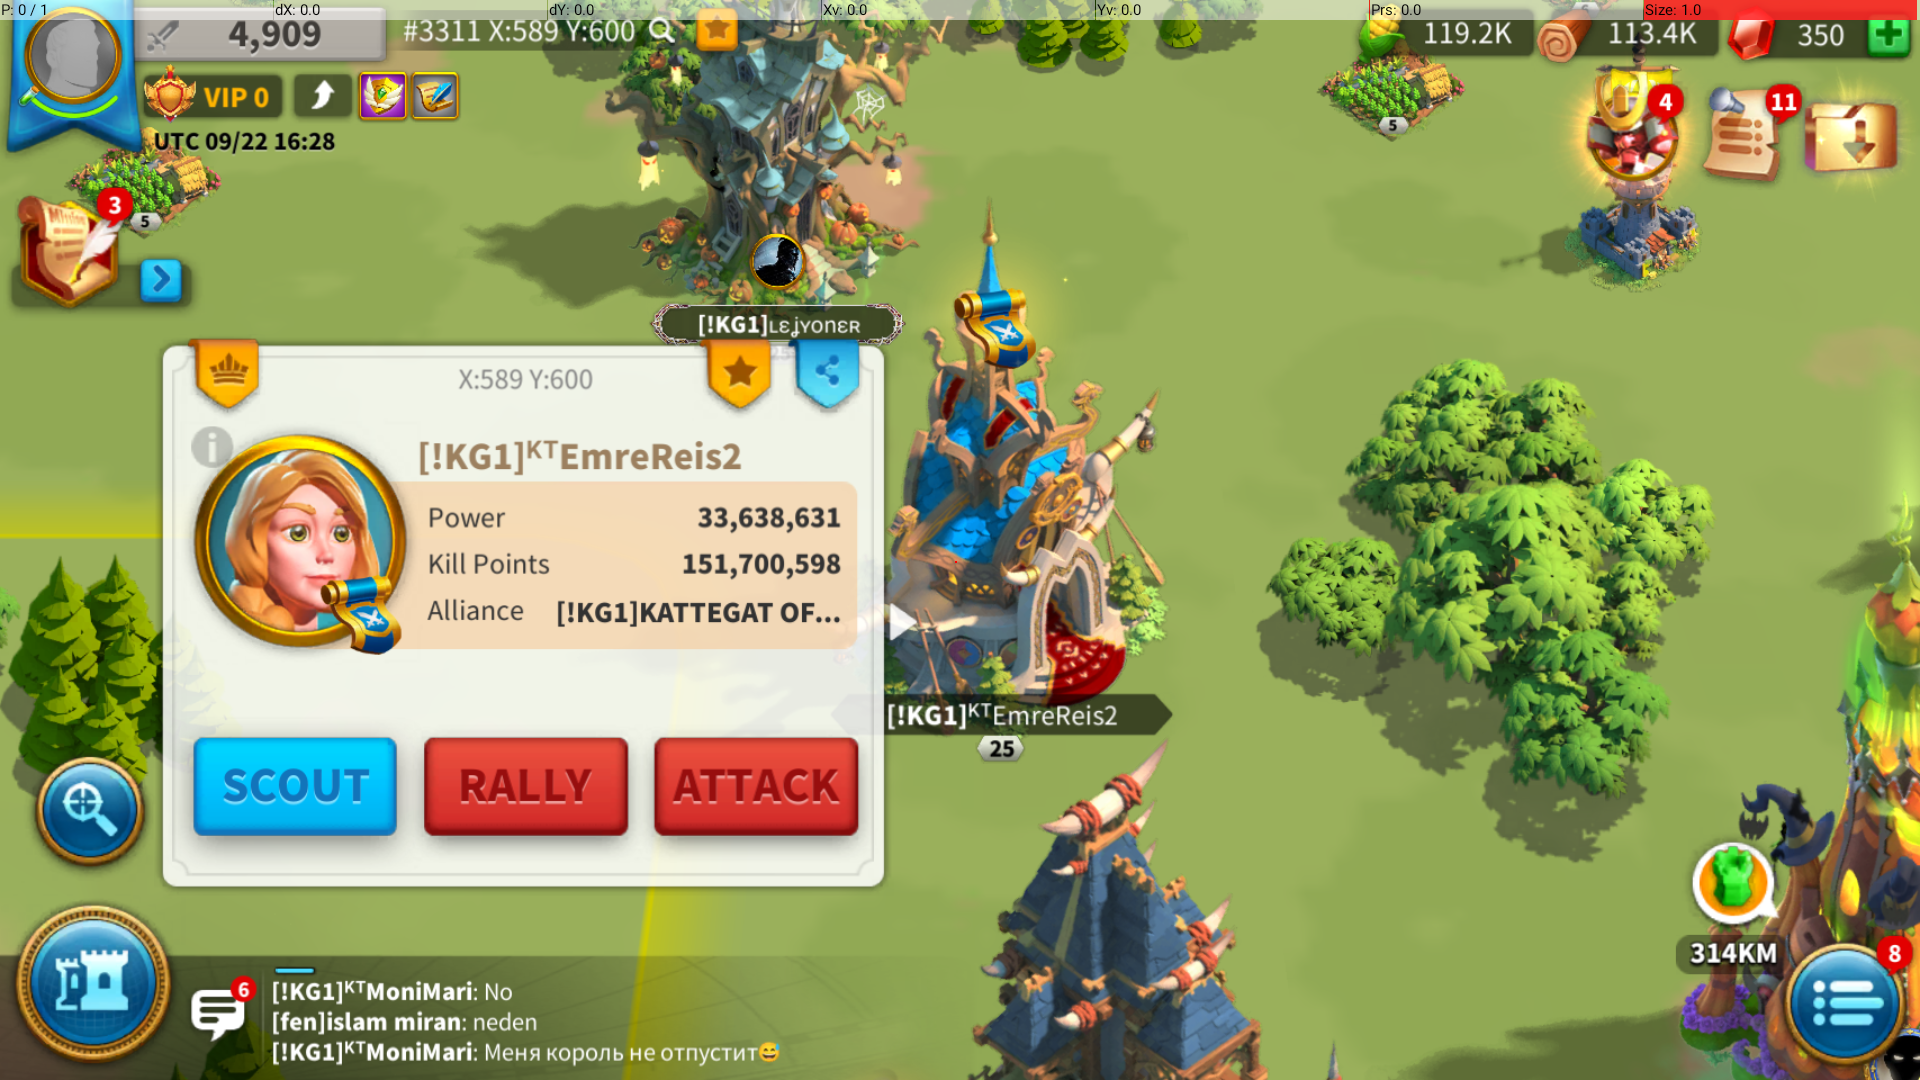 P: 0 / 1 dX: 0.0 dY: 0.0 Xv: 0.0 Yv: 0.0 Prs: 0.0 Size: 1.0
4,909
#3311 X:589 Y:600
119.2K
113.4K
350
VIP 0
UTC 09/22 16:28
4
11
5
5
3
Mission
[!KG1]LɛʝʏonɛR
X:589 Y:600
[!KG1]ᴷᵀEmreReis2
Power 33,638,631
Kill Points 151,700,598
Alliance [!KG1]KATTEGAT OF...
[!KG1]ᴷᵀEmreReis2
25
SCOUT RALLY ATTACK
314KM
8
6
[!KG1]ᴷᵀMoniMari: No
[fen]islam miran: neden
[!KG1]ᴷᵀMoniMari: Меня король не отпустит😅